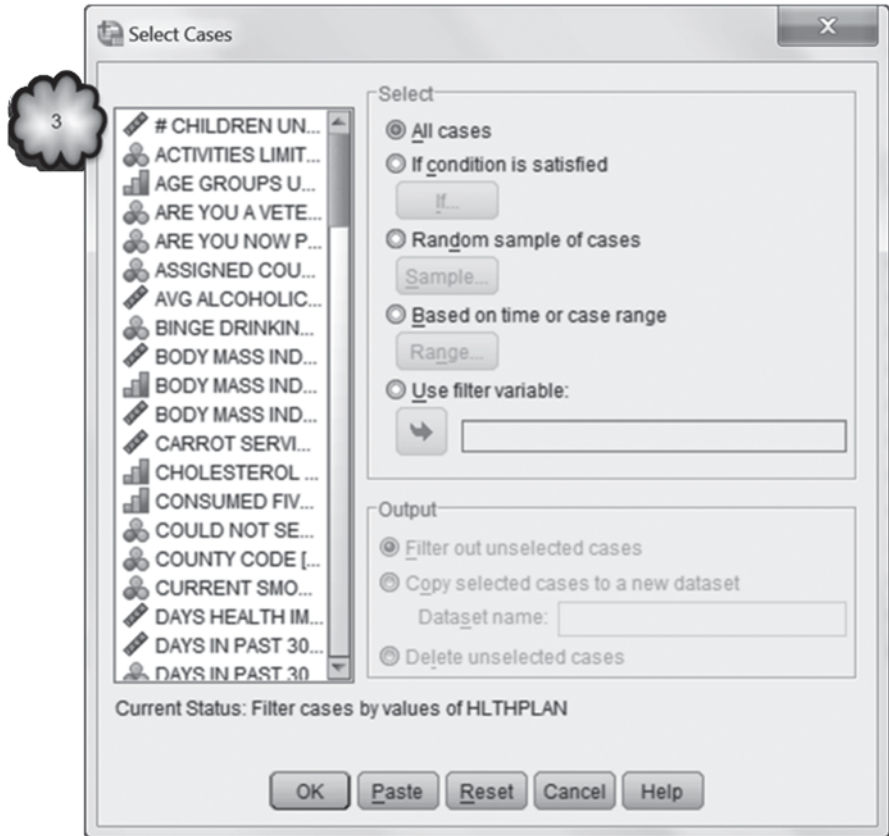 Select Cases
3
# CHILDREN UN...
ACTIVITIES LIMIT...
AGE GROUPS U...
ARE YOU A VETE...
ARE YOU NOW P...
ASSIGNED COU...
AVG ALCOHOLIC...
BINGE DRINKIN...
BODY MASS IND...
BODY MASS IND...
BODY MASS IND...
CARROT SERVI...
CHOLESTEROL ...
CONSUMED FIV...
COULD NOT SE...
COUNTY CODE [...
CURRENT SMO...
DAYS HEALTH IM...
DAYS IN PAST 30...
DAYS IN PAST 30
Select
All cases
If condition is satisfied
If...
Random sample of cases
Sample...
Based on time or case range
Range...
Use filter variable:
Output
Filter out unselected cases
Copy selected cases to a new dataset
Dataset name:
Delete unselected cases
Current Status: Filter cases by values of HLTHPLAN
OK Paste Reset Cancel Help